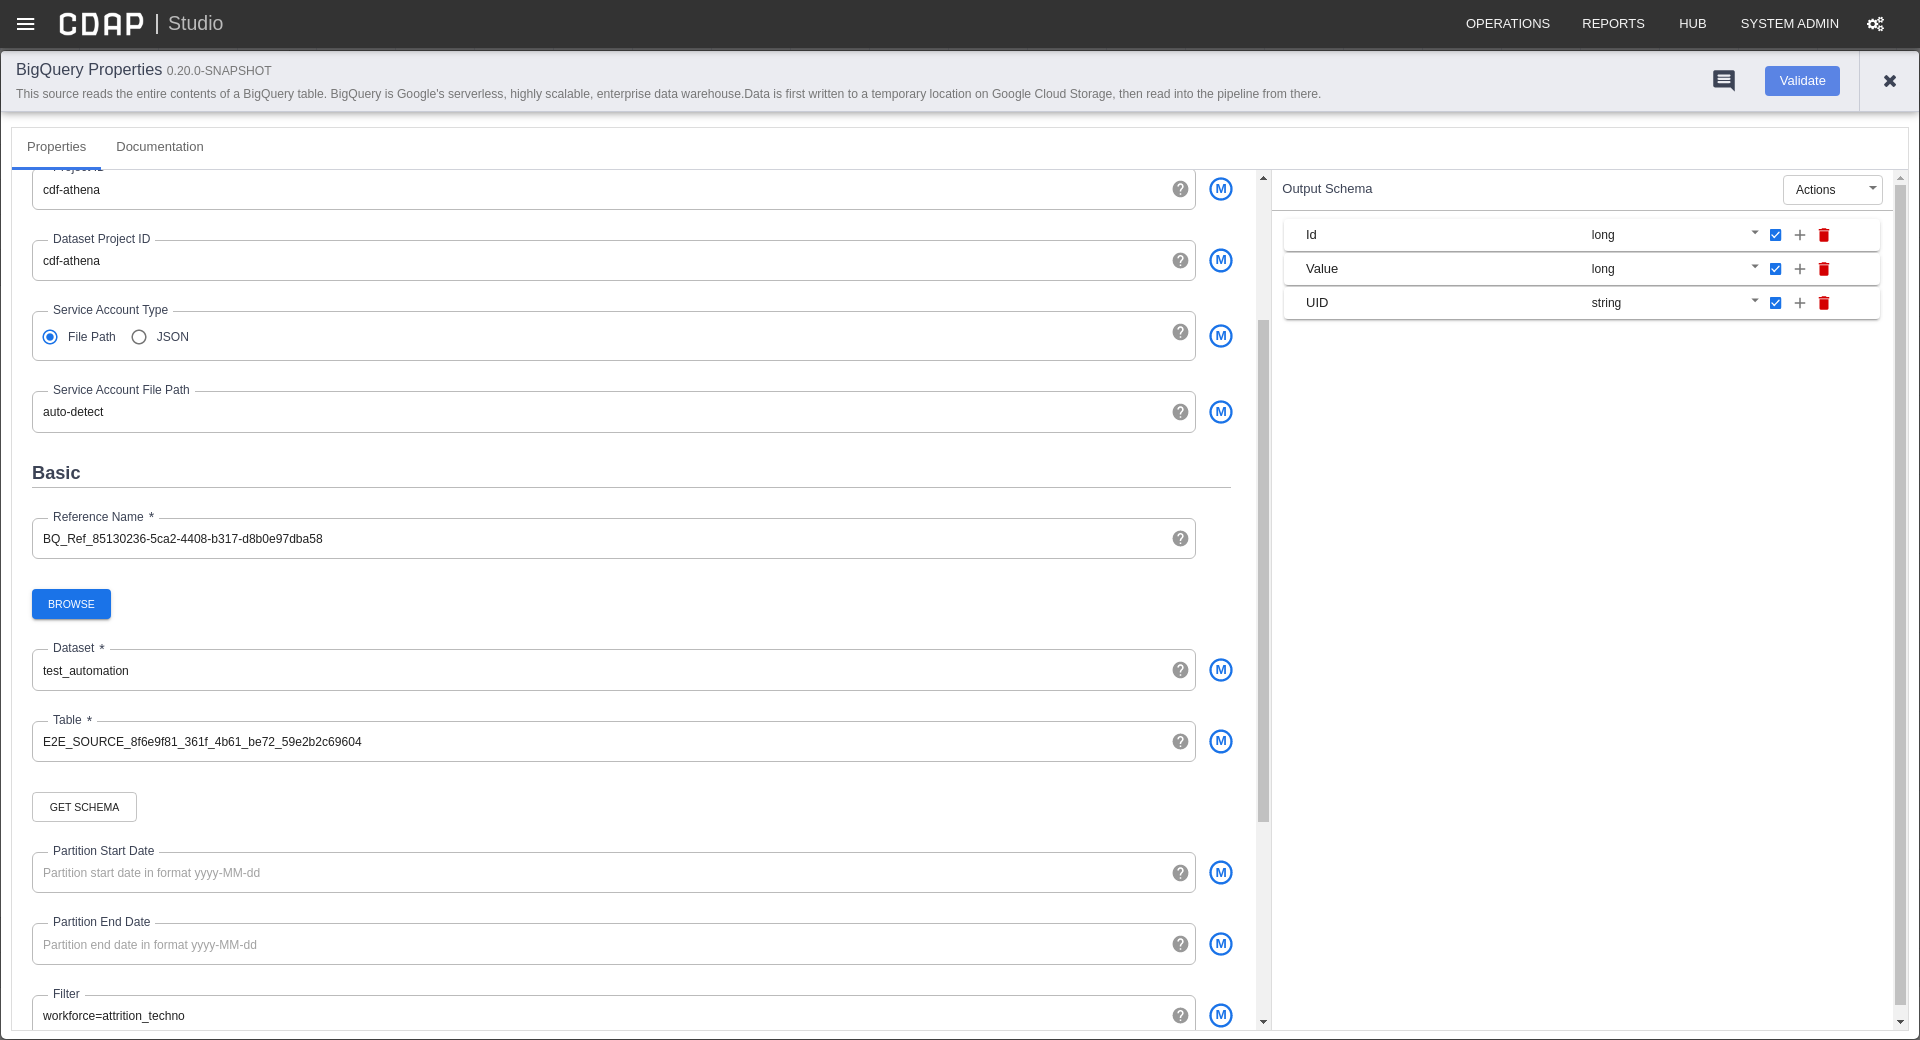 CDAP | Studio
OPERATIONS REPORTS HUB SYSTEM ADMIN
BigQuery Properties 0.20.0-SNAPSHOT
This source reads the entire contents of a BigQuery table. BigQuery is Google's serverless, highly scalable, enterprise data warehouse.Data is first written to a temporary location on Google Cloud Storage, then read into the pipeline from there.
Validate
Properties Documentation
Project ID
cdf-athena
M
Dataset Project ID
cdf-athena
M
Service Account Type
File Path JSON
M
Service Account File Path
auto-detect
M
Basic
Reference Name *
BQ_Ref_85130236-5ca2-4408-b317-d8b0e97dba58
BROWSE
Dataset *
test_automation
M
Table *
E2E_SOURCE_8f6e9f81_361f_4b61_be72_59e2b2c69604
M
GET SCHEMA
Partition Start Date
Partition start date in format yyyy-MM-dd
M
Partition End Date
Partition end date in format yyyy-MM-dd
M
Filter
workforce=attrition_techno
M
Output Schema
Actions
Id long
Value long
UID string